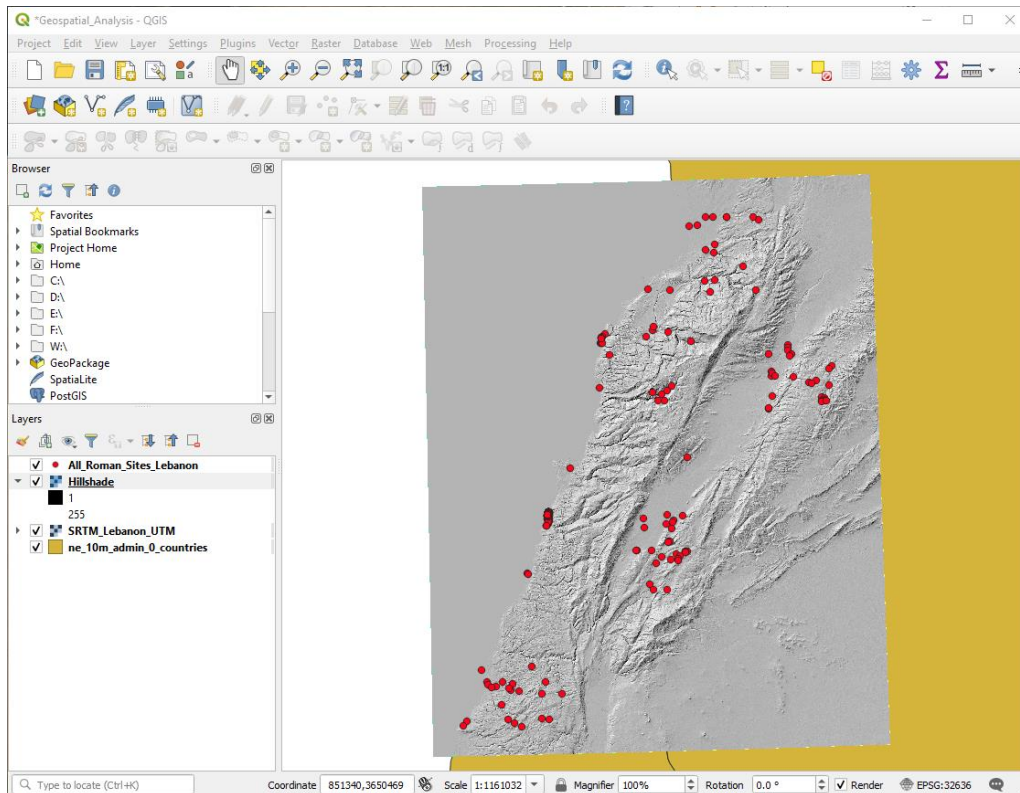 *Geospatial_Analysis - QGIS
Project Edit View Layer Settings Plugins Vector Raster Database Web Mesh Processing Help
1:1
Browser
Favorites
Spatial Bookmarks
Project Home
Home
C:\
D:\
E:\
F:\
W:\
GeoPackage
SpatiaLite
PostGIS
Layers
All_Roman_Sites_Lebanon
Hillshade
1
255
SRTM_Lebanon_UTM
ne_10m_admin_0_countries
Type to locate (Ctrl+K) Coordinate 851340,3650469 Scale 1:1161032 Magnifier 100% Rotation 0.0 ° Render EPSG:32636